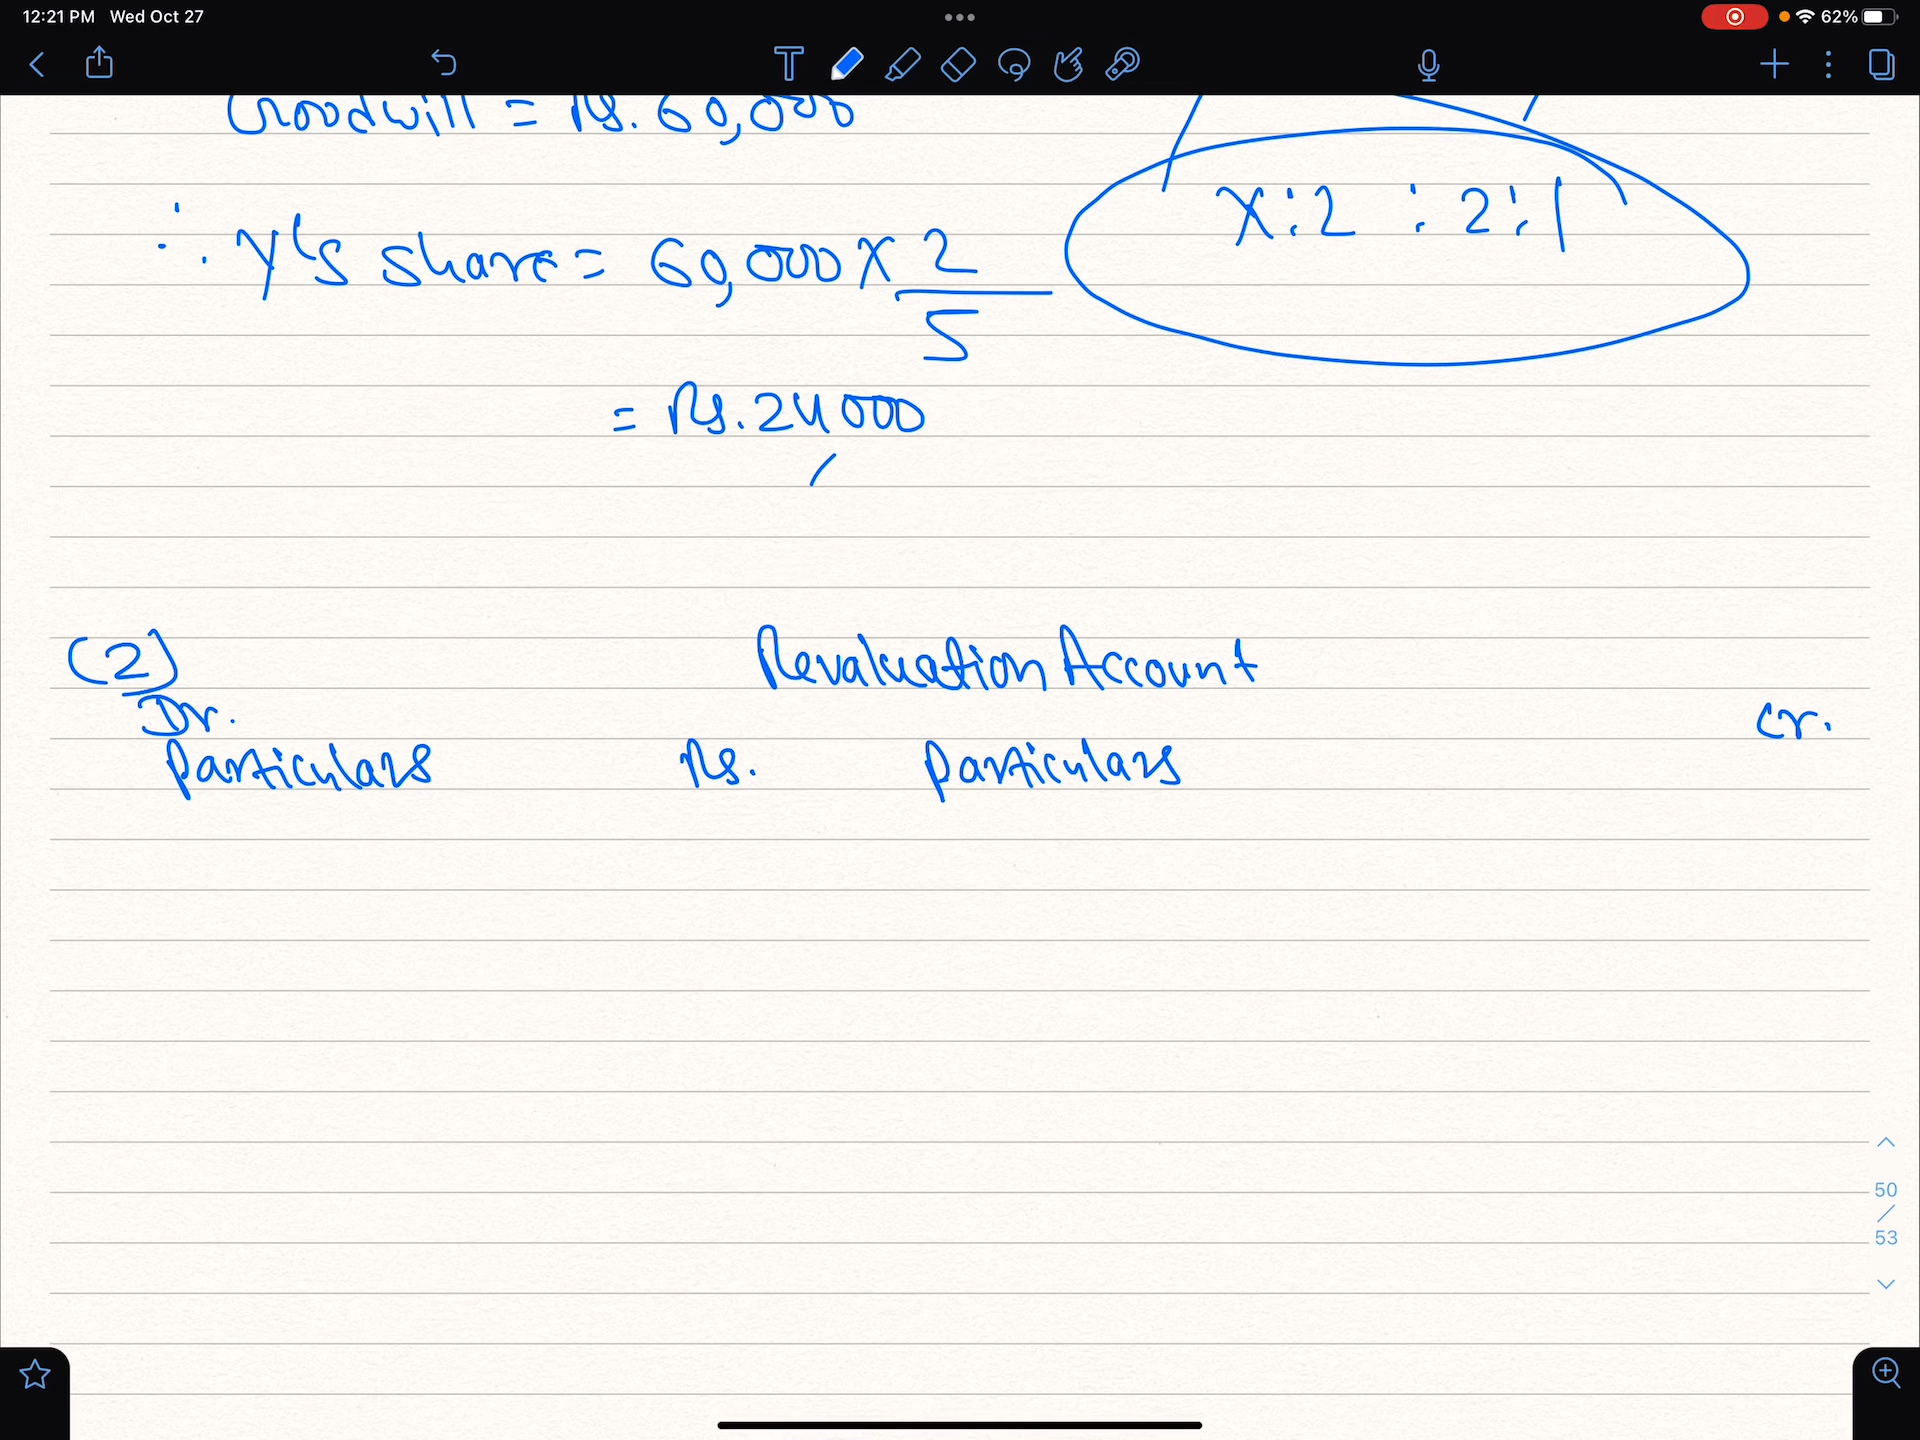 12:21 PM Wed Oct 27
62%
Goodwill = Rs. 60,000
X : 2 : 2 : 1
∴ Y's share = 60,000 X 2
5
= Rs. 24000
(2) Revaluation Account
Dr. Cr.
Particulars Rs. Particulars
50
/
53